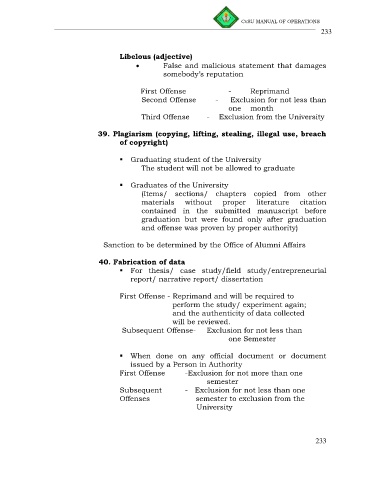 CvSU MANUAL OF OPERATIONS
233
Libelous (adjective)
• False and malicious statement that damages
somebody's reputation
First Offense - Reprimand
Second Offense - Exclusion for not less than
one month
Third Offense - Exclusion from the University
39. Plagiarism (copying, lifting, stealing, illegal use, breach
of copyright)
▪ Graduating student of the University
The student will not be allowed to graduate
▪ Graduates of the University
(Items/ sections/ chapters copied from other
materials without proper literature citation
contained in the submitted manuscript before
graduation but were found only after graduation
and offense was proven by proper authority)
Sanction to be determined by the Office of Alumni Affairs
40. Fabrication of data
▪ For thesis/ case study/field study/entrepreneurial
report/ narrative report/ dissertation
First Offense - Reprimand and will be required to
perform the study/ experiment again;
and the authenticity of data collected
will be reviewed.
Subsequent Offense- Exclusion for not less than
one Semester
▪ When done on any official document or document
issued by a Person in Authority
First Offense -Exclusion for not more than one
semester
Subsequent - Exclusion for not less than one
Offenses semester to exclusion from the
University
233